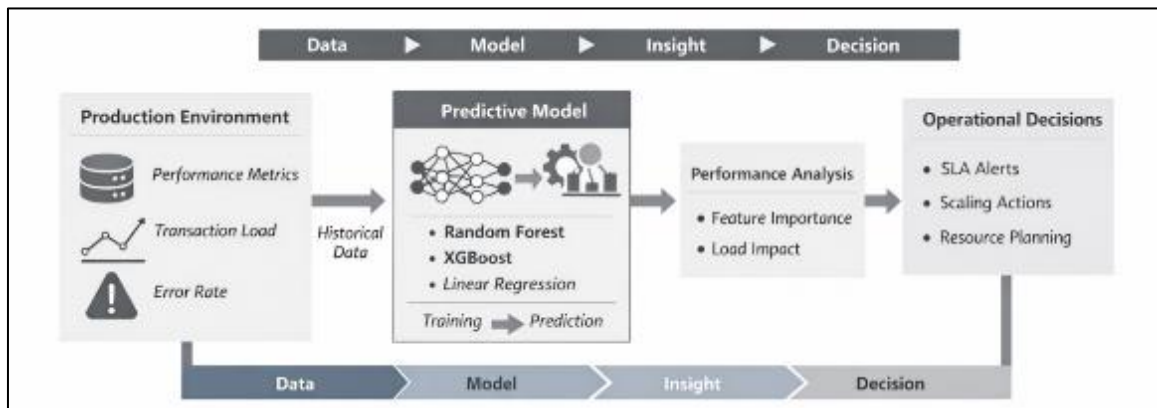 Data Model Insight Decision
Production Environment
Performance Metrics
Transaction Load
Error Rate
Historical
Data
Predictive Model
• Random Forest
• XGBoost
• Linear Regression
Training Prediction
Performance Analysis
• Feature Importance
• Load Impact
Operational Decisions
• SLA Alerts
• Scaling Actions
• Resource Planning
Data Model Insight Decision